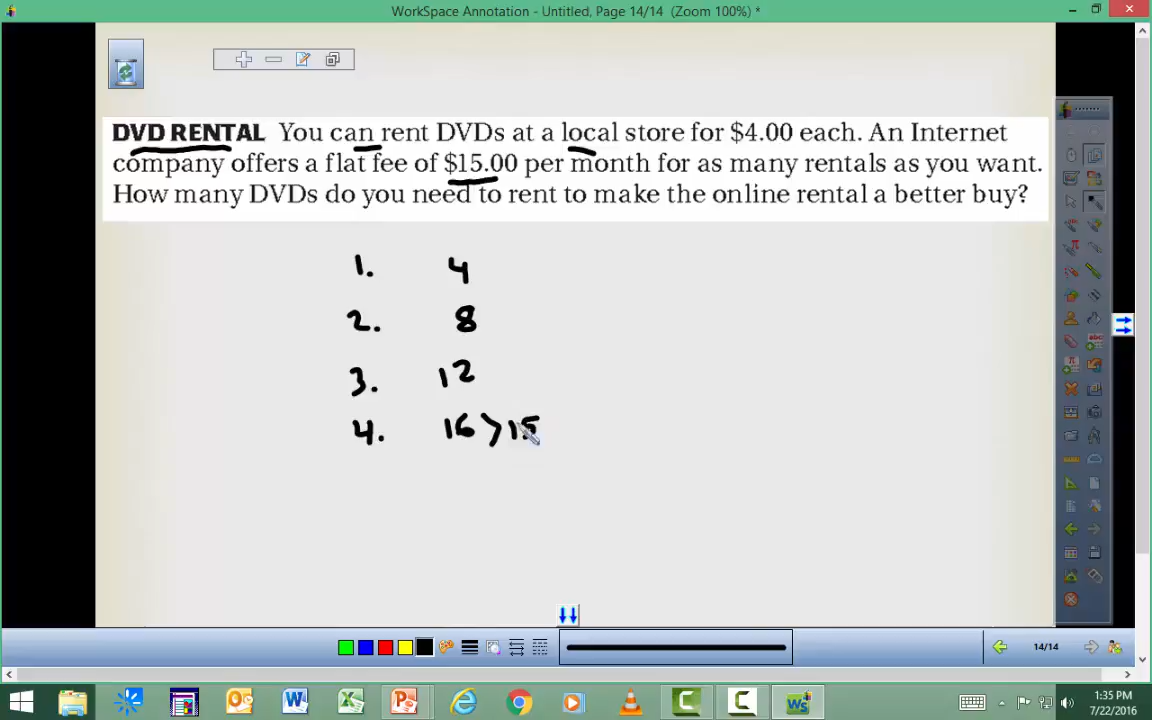 WorkSpace Annotation - Untitled, Page 14/14 (Zoom 100%) *
DVD RENTAL You can rent DVDs at a local store for $4.00 each. An Internet
company offers a flat fee of $15.00 per month for as many rentals as you want.
How many DVDs do you need to rent to make the online rental a better buy?
1. 4
2. 8
3. 12
4. 16 > 15
14/14
1:35 PM
7/22/2016